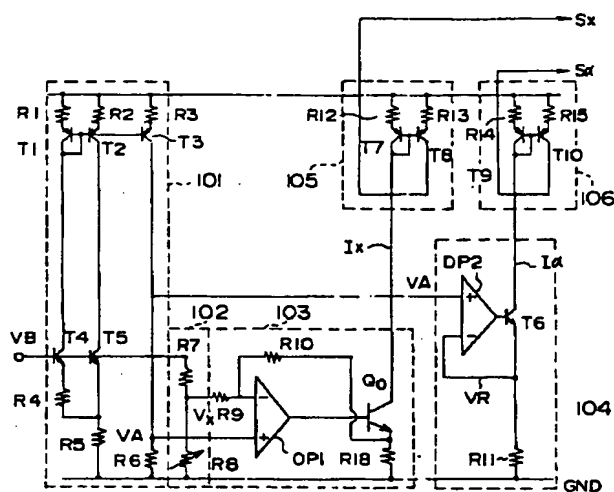 Sx
Sα
R1
R2
R3
R12
R13
R14
R15
T1
T2
T3
T7
T8
T9
T10
101
105
106
Ix
Iα
VA
DP2
T6
102
103
VB
T4
T5
R7
R10
Q0
VR
104
R4
Vx
R9
R5
VA
R6
R8
OP1
R18
R11
GND